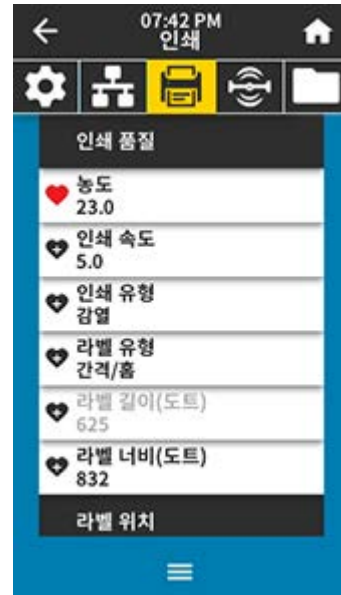 07:42 PM
인쇄
인쇄 품질
농도
23.0
인쇄 속도
5.0
인쇄 유형
감열
라벨 유형
간격/홈
라벨 길이(도트)
625
라벨 너비(도트)
832
라벨 위치